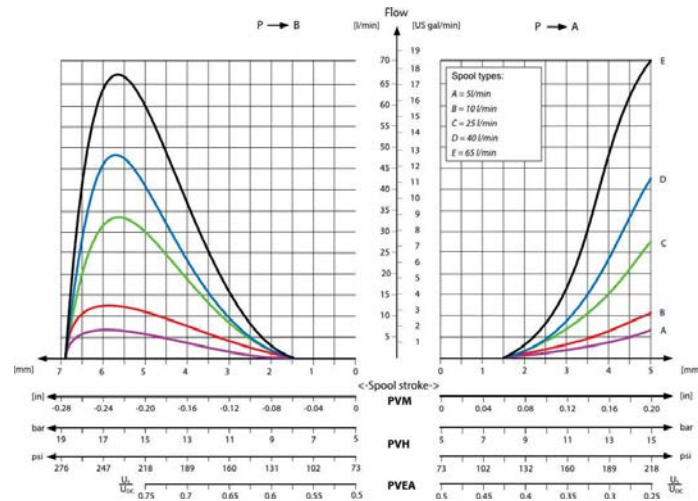 Flow
P → B [l/min] [US gal/min] P → A
70 65 60 55 50 45 40 35 30 25 20 15 10 5
19 18 17 16 15 14 13 12 11 10 9 8 7 6 5 4 3 2 1
Spool types:
A = 5l/min
B = 10 l/min
C = 25 l/min
D = 40 l/min
E = 65 l/min
E
D
C
B
A
[mm] 7 6 5 4 3 2 1 0 0 1 2 3 4 5 [mm
<-Spool stroke->
[in] -0.28 -0.24 -0.20 -0.16 -0.12 -0.08 -0.04 0 PVM 0 0.04 0.08 0.12 0.16 0.20 [in]
bar 19 17 15 13 11 9 7 5 PVH 5 7 9 11 13 15 bar
psi 276 247 218 189 160 131 102 73 73 102 132 160 189 218 psi
US/UDC 0.75 0.7 0.65 0.6 0.55 0.5 PVEA 0.5 0.45 0.4 0.35 0.3 0.25 US/UDC